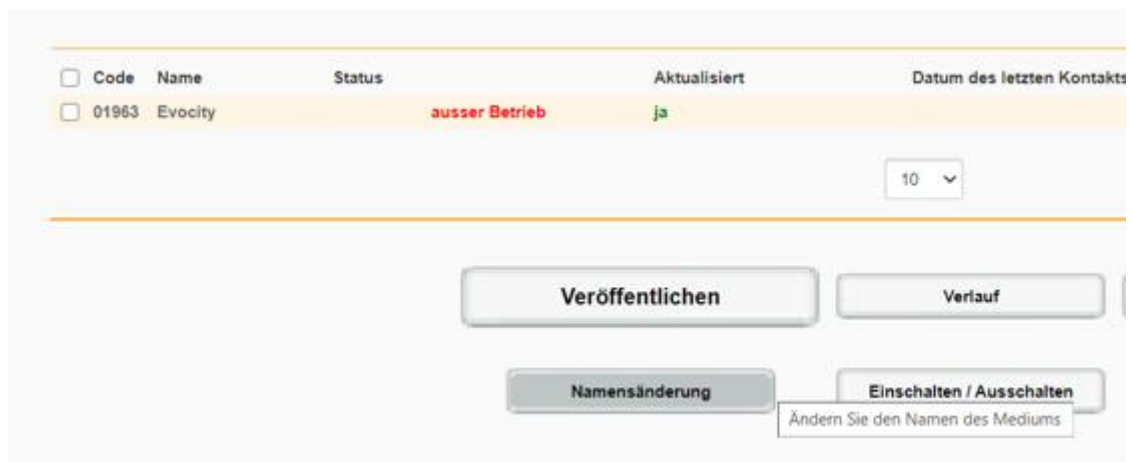 Code Name Status Aktualisiert Datum des letzten Kontakts
01963 Evocity ausser Betrieb ja
10
Veröffentlichen Verlauf
Namensänderung Einschalten / Ausschalten
Ändern Sie den Namen des Mediums